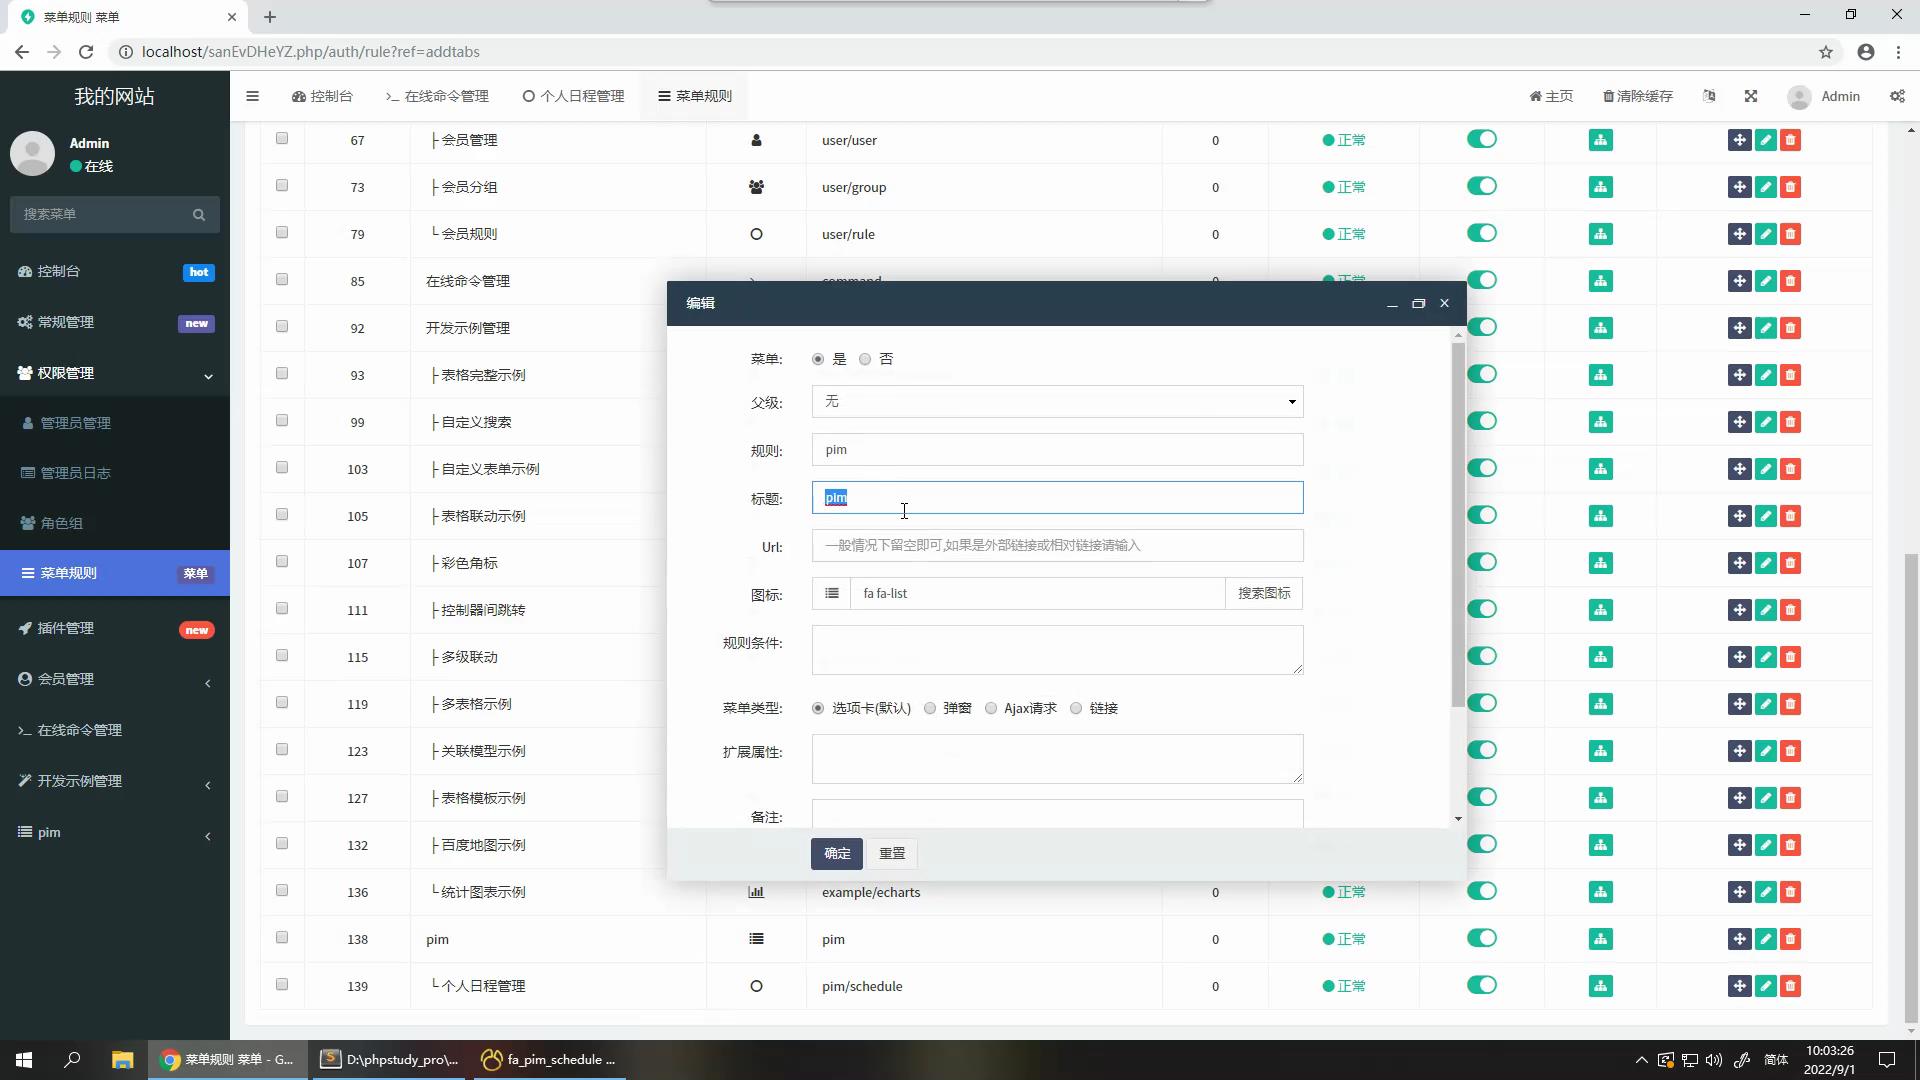 菜单规则 菜单
localhost/sanEvDHeYZ.php/auth/rule?ref=addtabs
我的网站
控制台
>_ 在线命令管理
个人日程管理
菜单规则
主页
清除缓存
Admin
Admin
在线
搜索菜单
控制台 hot
常规管理 new
权限管理
管理员管理
管理员日志
角色组
菜单规则 菜单
插件管理 new
会员管理
>_ 在线命令管理
开发示例管理
pim
67 ├ 会员管理 user/user 0 正常
73 ├ 会员分组 user/group 0 正常
79 └ 会员规则 user/rule 0 正常
85 在线命令管理 command 0 正常
92 开发示例管理
93 ├ 表格完整示例
99 ├ 自定义搜索
103 ├ 自定义表单示例
105 ├ 表格联动示例
107 ├ 彩色角标
111 ├ 控制器间跳转
115 ├ 多级联动
119 ├ 多表格示例
123 ├ 关联模型示例
127 ├ 表格模板示例
132 ├ 百度地图示例
136 └ 统计图表示例 example/echarts 0 正常
138 pim pim 0 正常
139 └ 个人日程管理 pim/schedule 0 正常
编辑
菜单: 是 否
父级: 无
规则: pim
标题: pim
Url: 一般情况下留空即可,如果是外部链接或相对链接请输入
图标: fa fa-list 搜索图标
规则条件:
菜单类型: 选项卡(默认) 弹窗 Ajax请求 链接
扩展属性:
备注:
确定 重置
菜单规则 菜单 - G...
D:\phpstudy_pro\...
fa_pim_schedule ...
简体
10:03:26
2022/9/1